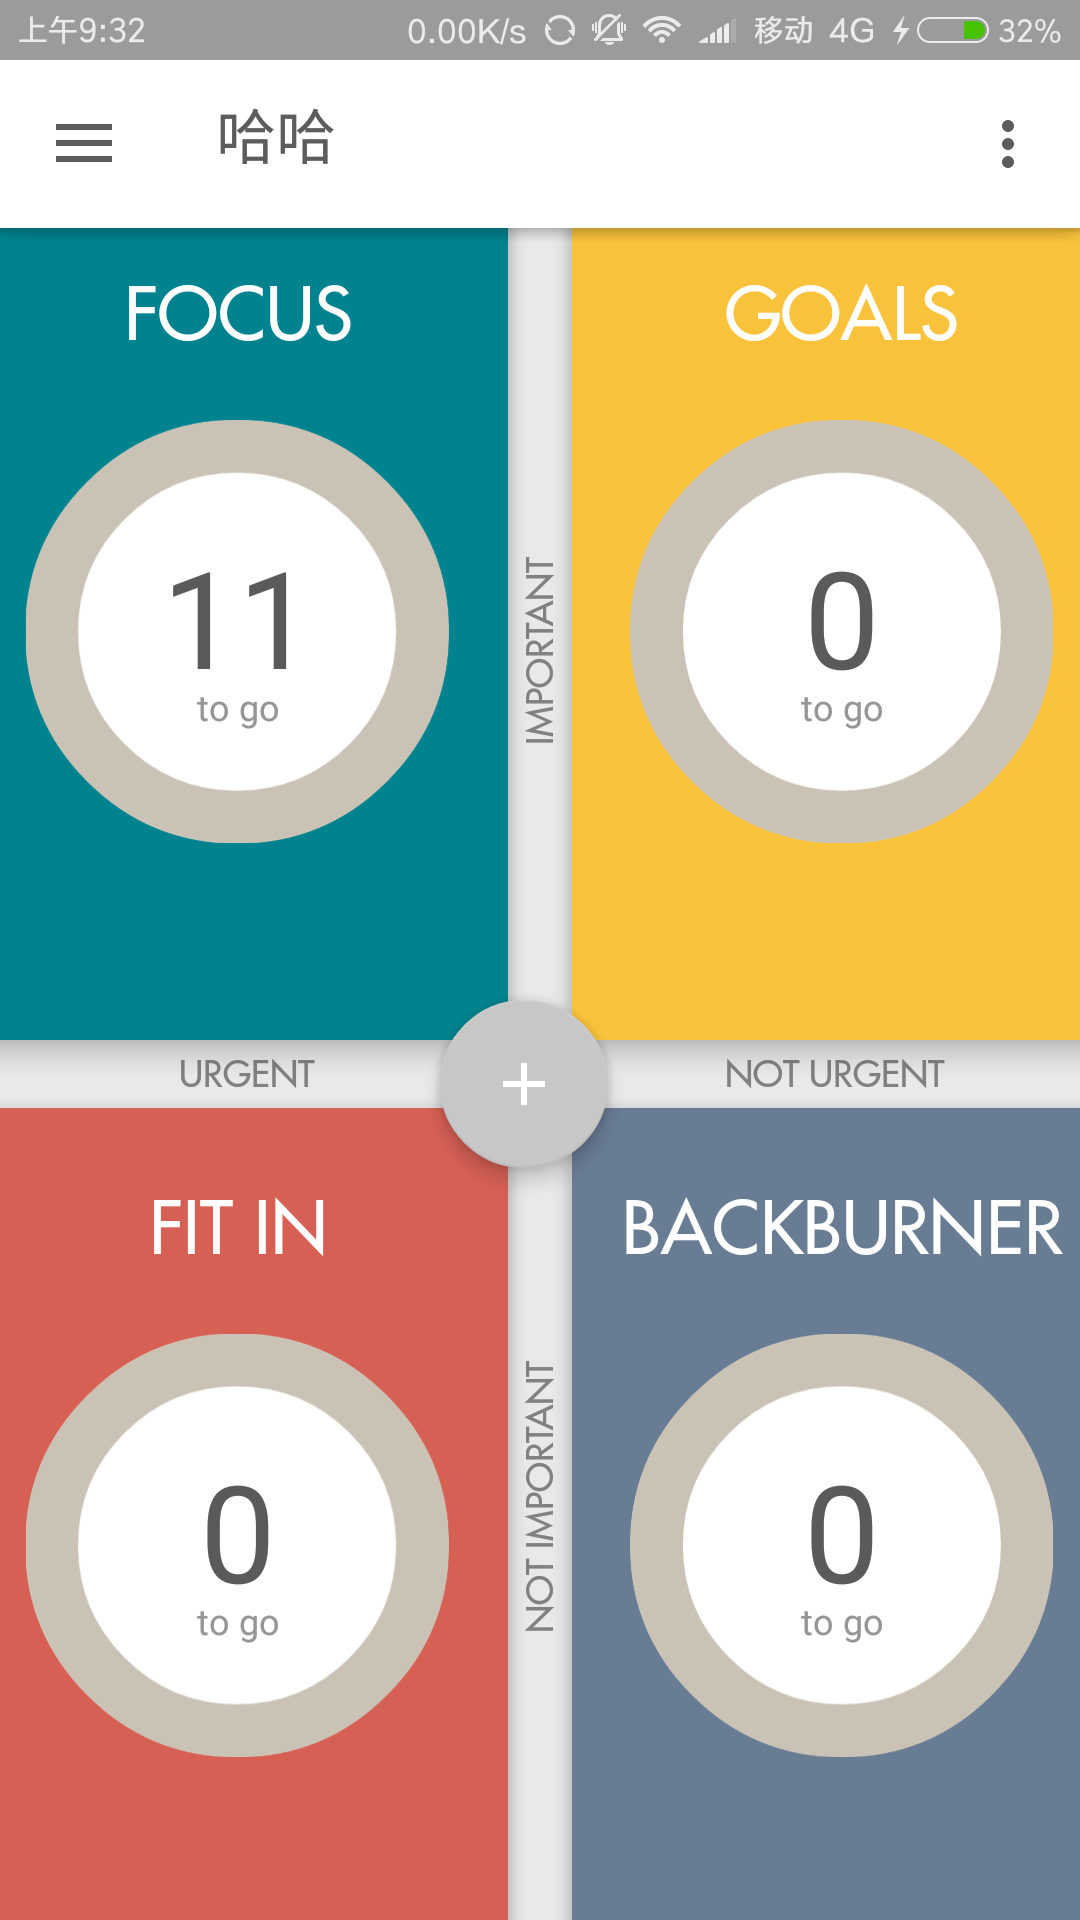 上午9:32 0.00K/s 移动 4G 32%
哈哈
FOCUS
11
to go
GOALS
0
to go
IMPORTANT
URGENT
+
NOT URGENT
FIT IN
0
to go
NOT IMPORTANT
BACKBURNER
0
to go